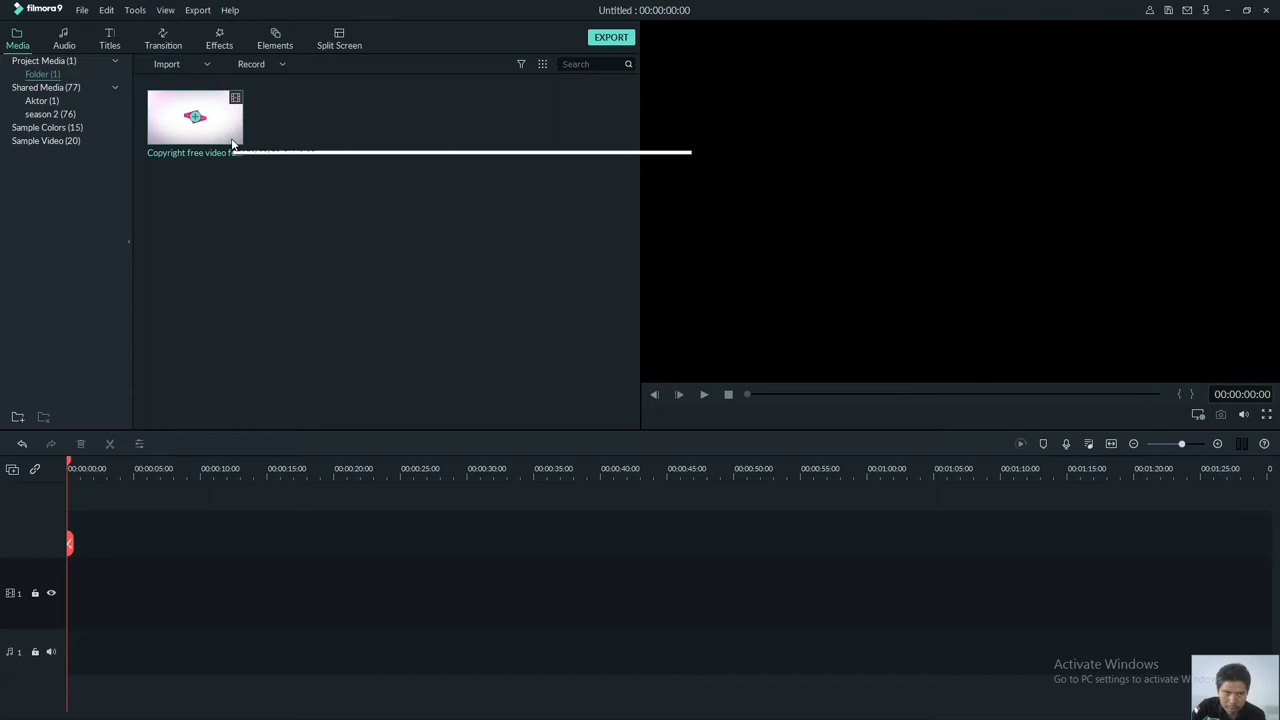 filmora9 File Edit Tools View Export Help Untitled : 00:00:00:00
Media Audio Titles Transition Effects Elements Split Screen EXPORT
Project Media (1) Import Record Search
Folder (1)
Shared Media (77)
Aktor (1)
season 2 (76)
Sample Colors (15)
Sample Video (20)
Copyright free video f
00:00:00:00
00:00:00:00 00:00:05:00 00:00:10:00 00:00:15:00 00:00:20:00 00:00:25:00 00:00:30:00 00:00:35:00 00:00:40:00 00:00:45:00 00:00:50:00 00:00:55:00 00:01:00:00 00:01:05:00 00:01:10:00 00:01:15:00 00:01:20:00 00:01:25:00 0
1
1
Activate Windows
Go to PC settings to activate Windows